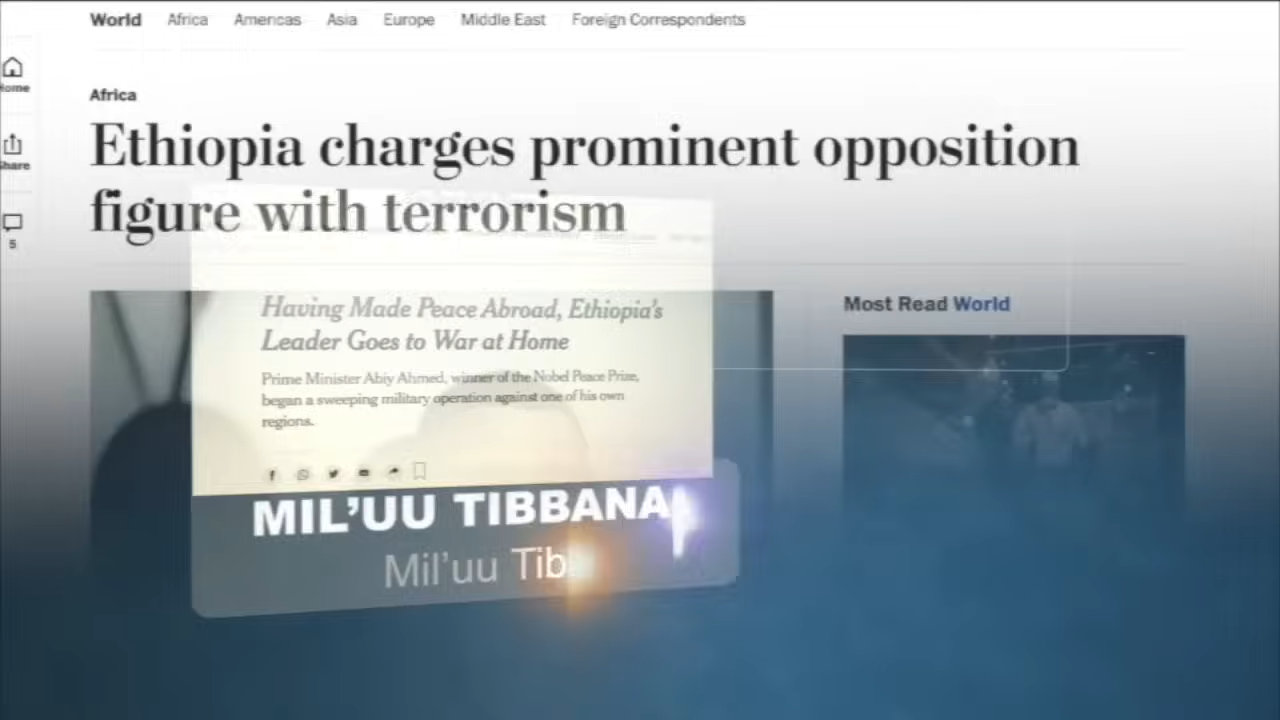 World Africa Americas Asia Europe Middle East Foreign Correspondents
Home
Africa
Share
5
Ethiopia charges prominent opposition
figure with terrorism
Most Read World
Having Made Peace Abroad, Ethiopia's
Leader Goes to War at Home
Prime Minister Abiy Ahmed, winner of the Nobel Peace Prize,
began a sweeping military operation against one of his own
regions.
MIL'UU TIBBANA
Mil'uu Tib